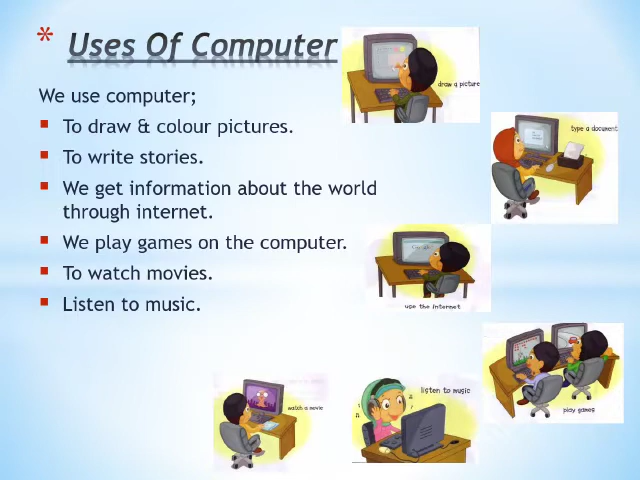 * Uses Of Computer
We use computer;
▪ To draw & colour pictures.
▪ To write stories.
▪ We get information about the world
through internet.
▪ We play games on the computer.
▪ To watch movies.
▪ Listen to music.
draw a picture
type a document
use the internet
play games
watch a movie
listen to music